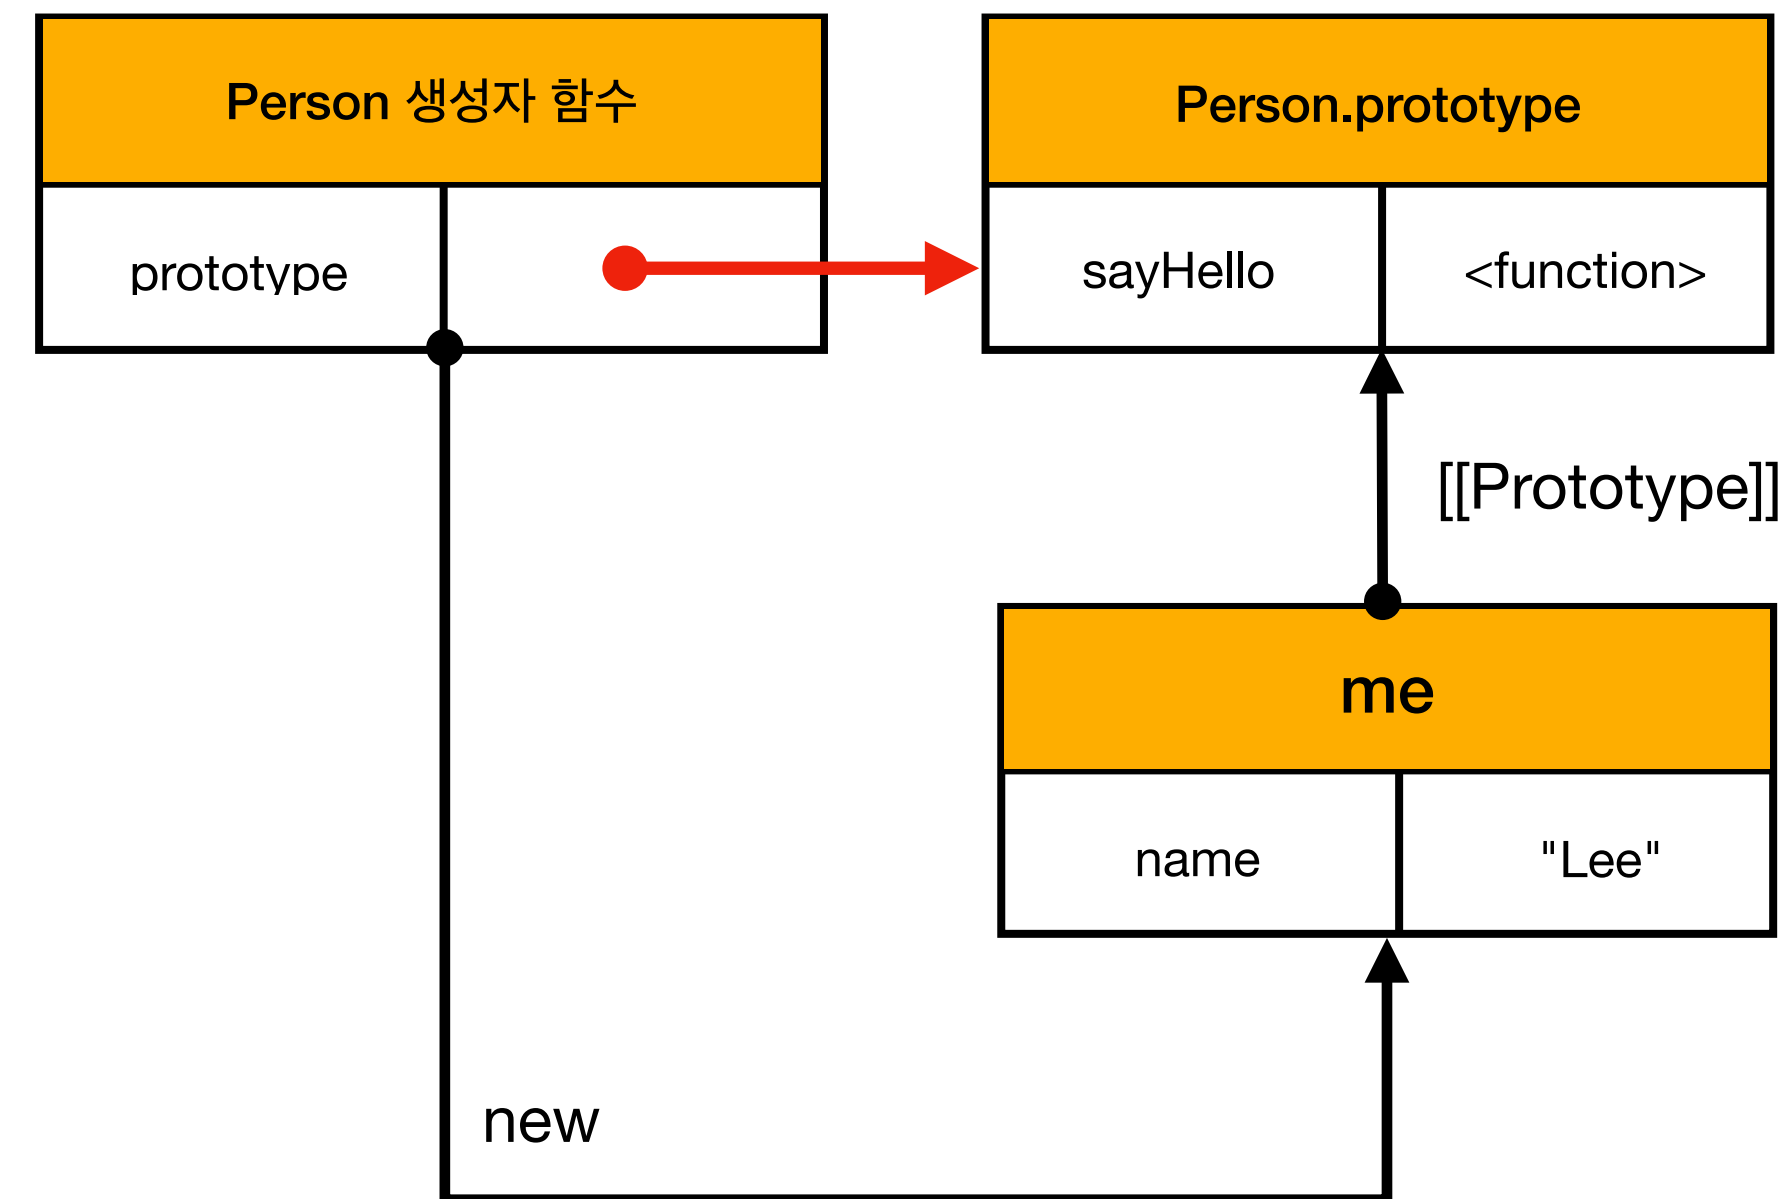 Person 생성자 함수
Person.prototype
prototype
sayHello
<function>
[[Prototype]]
me
name
"Lee"
new